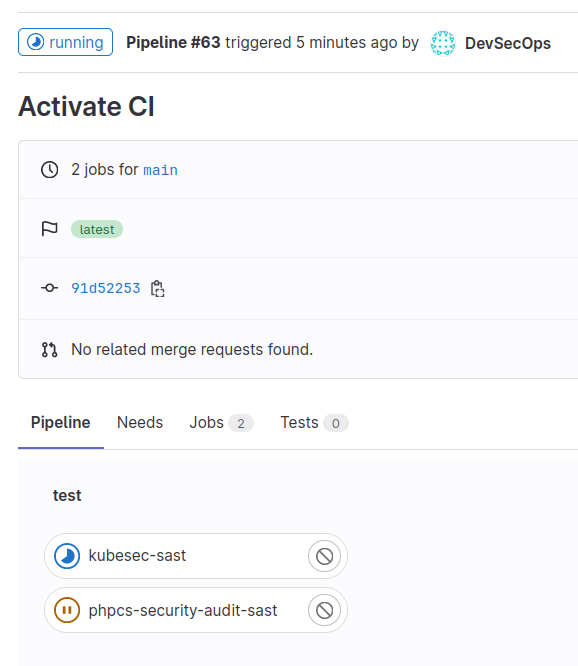 running Pipeline #63 triggered 5 minutes ago by DevSecOps
Activate CI
2 jobs for main
latest
91d52253
No related merge requests found.
Pipeline Needs Jobs 2 Tests 0
test
kubesec-sast
phpcs-security-audit-sast